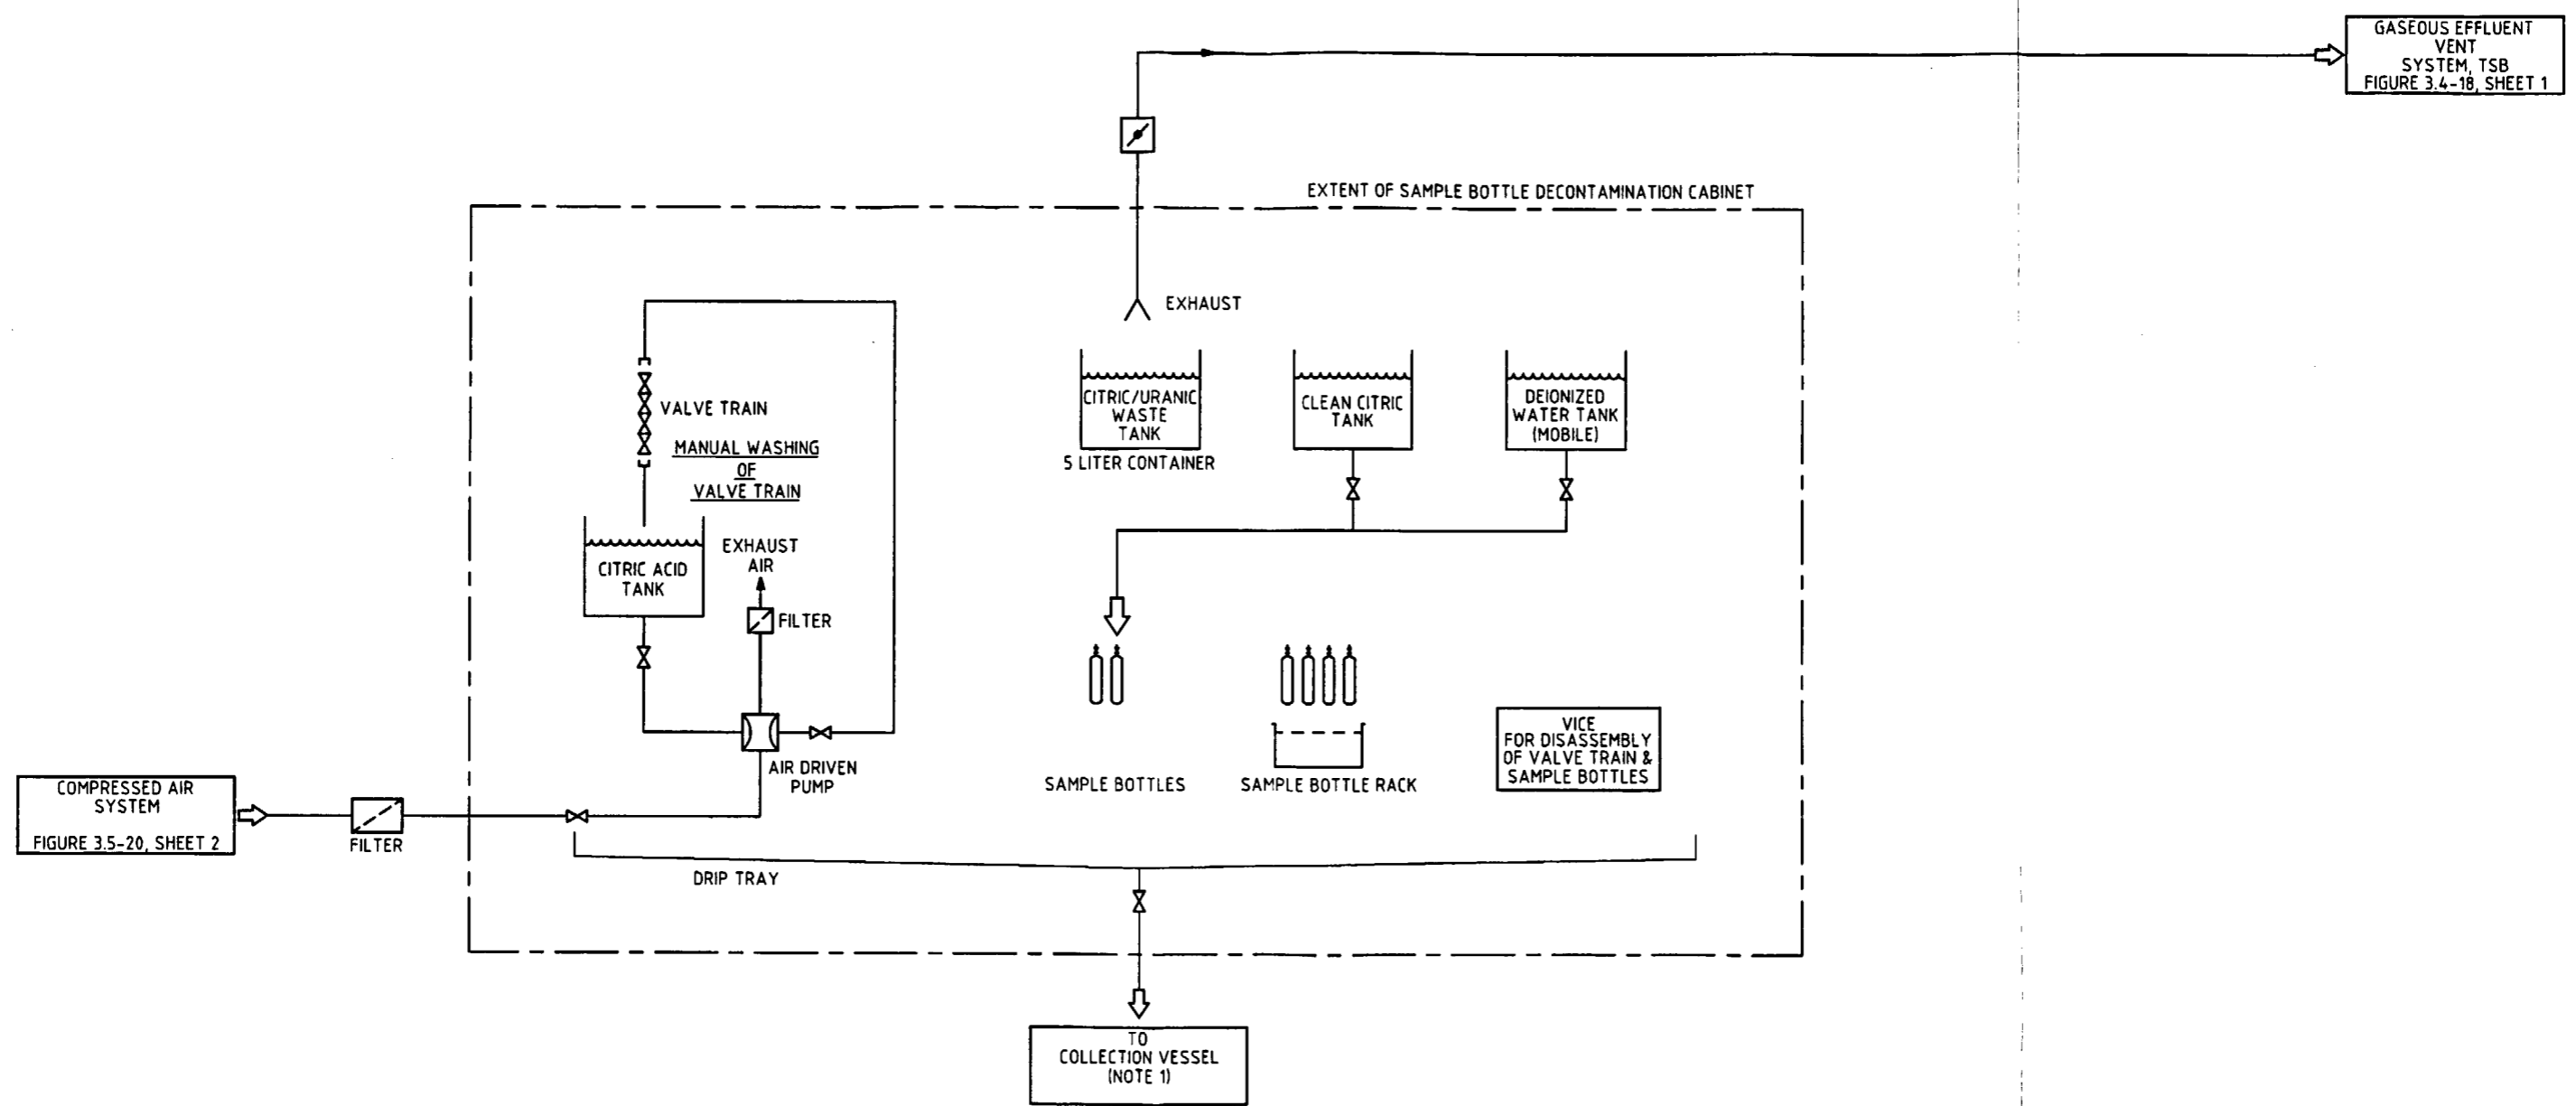 GASEOUS EFFLUENT
VENT
SYSTEM, TSB
FIGURE 3.4-18, SHEET 1
EXTENT OF SAMPLE BOTTLE DECONTAMINATION CABINET
EXHAUST
VALVE TRAIN
MANUAL WASHING
OF
VALVE TRAIN
CITRIC/URANIC
WASTE
TANK
5 LITER CONTAINER
CLEAN CITRIC
TANK
DEIONIZED
WATER TANK
(MOBILE)
CITRIC ACID
TANK
EXHAUST
AIR
FILTER
AIR DRIVEN
PUMP
SAMPLE BOTTLES
SAMPLE BOTTLE RACK
VICE
FOR DISASSEMBLY
OF VALVE TRAIN &
SAMPLE BOTTLES
COMPRESSED AIR
SYSTEM
FIGURE 3.5-20, SHEET 2
FILTER
DRIP TRAY
TO
COLLECTION VESSEL
(NOTE 1)